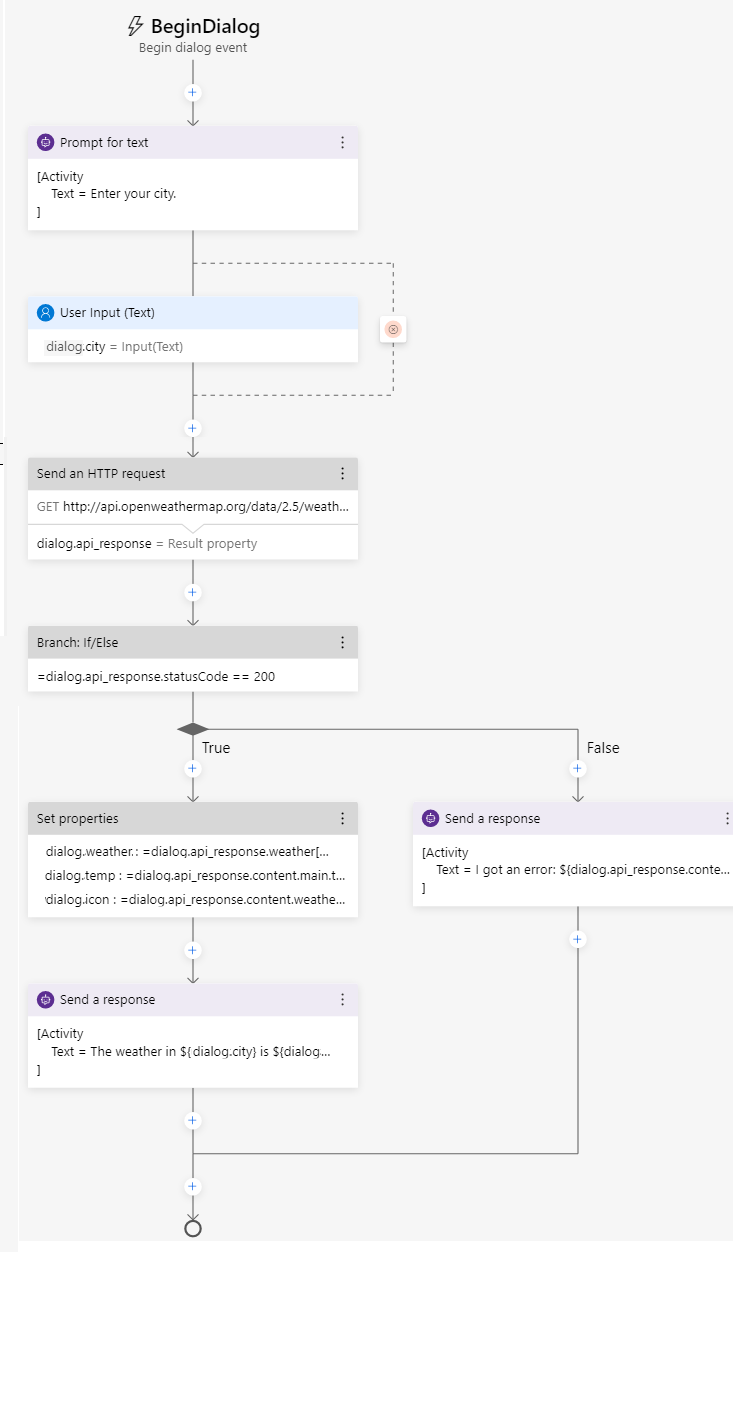 BeginDialog
Begin dialog event
Prompt for text
[Activity
Text = Enter your city.
]
User Input (Text)
dialog.city = Input(Text)
Send an HTTP request
GET http://api.openweathermap.org/data/2.5/weath...
dialog.api_response = Result property
Branch: If/Else
=dialog.api_response.statusCode == 200
True
False
Set properties
dialog.weather.: =dialog.api_response.weather[...
dialog.temp : =dialog.api_response.content.main.t...
dialog.icon : =dialog.api_response.content.weathe...
Send a response
[Activity
Text = I got an error: ${dialog.api_response.conte...
]
Send a response
[Activity
Text = The weather in ${dialog.city} is ${dialog...
]